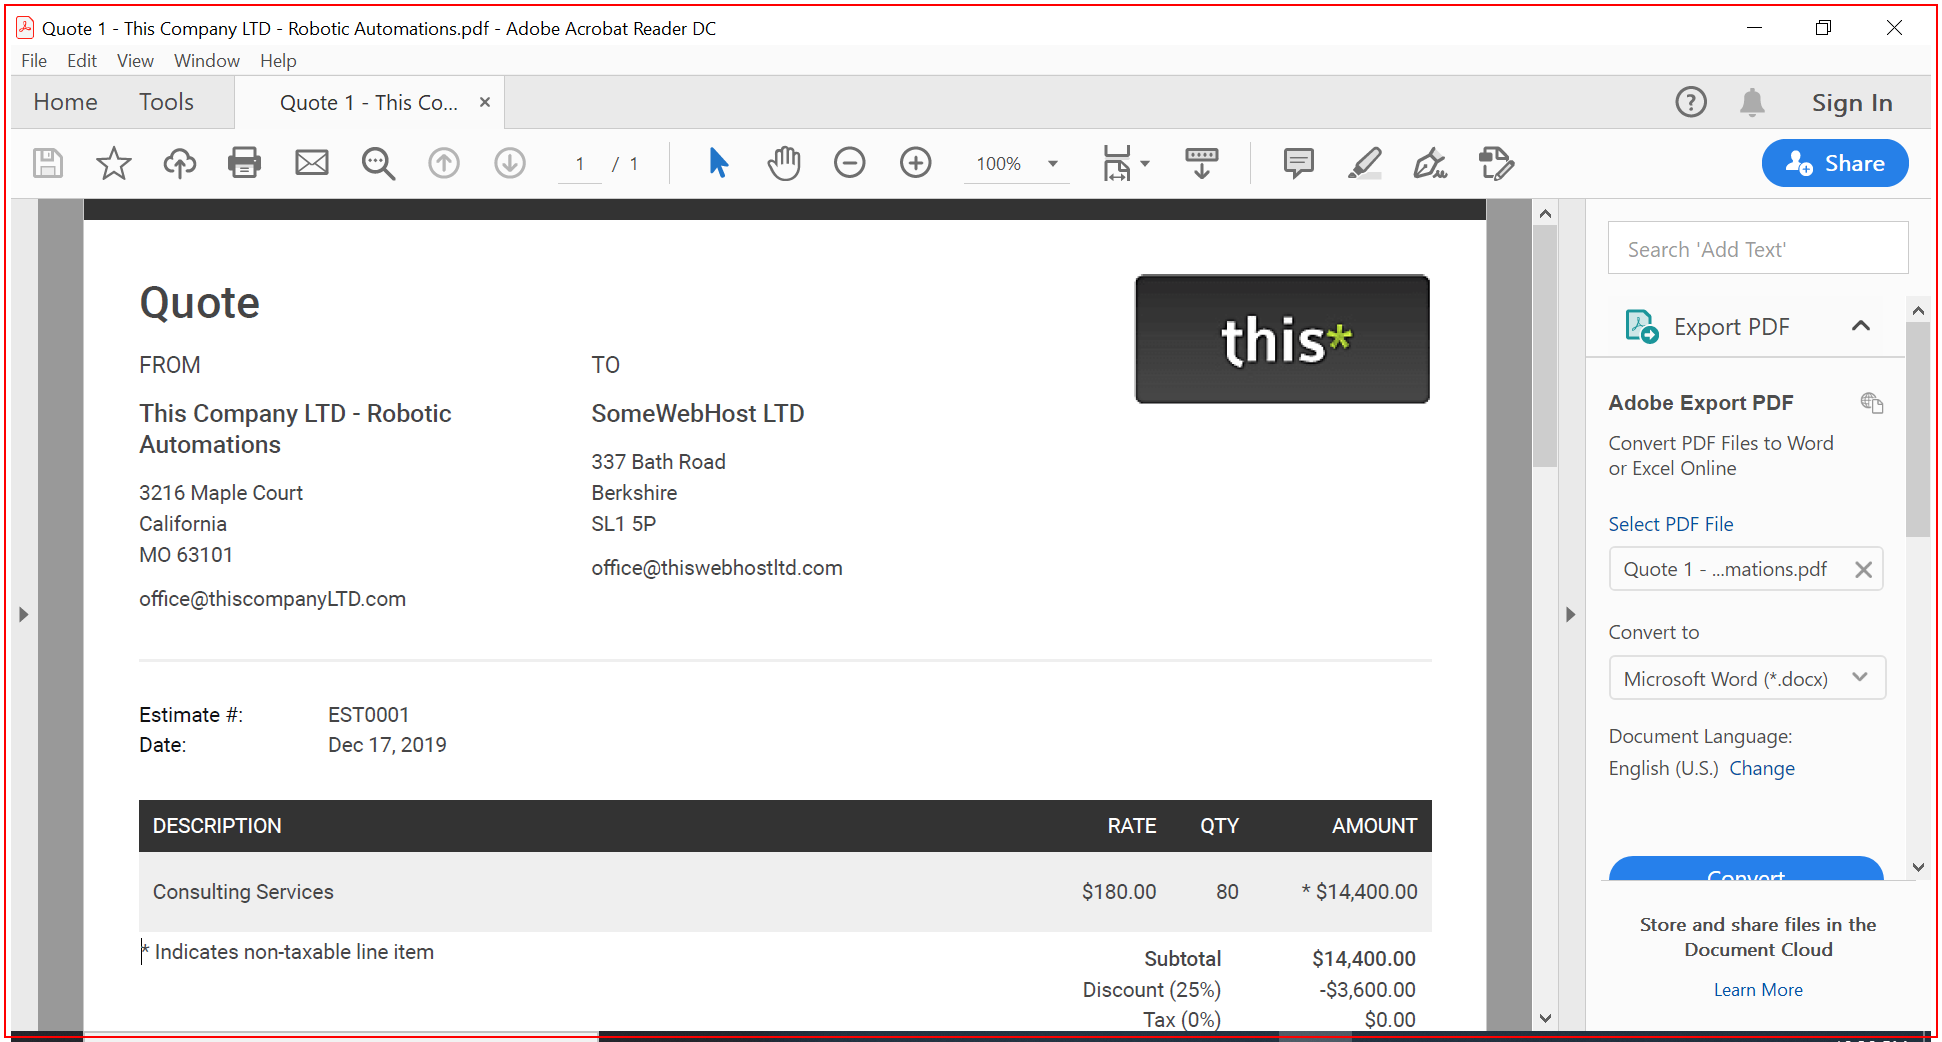 Quote 1 - This Company LTD - Robotic Automations.pdf - Adobe Acrobat Reader DC
File Edit View Window Help
Home Tools Quote 1 - This Co... × ? Sign In
1 / 1 100% Share
Quote
this*
FROM
This Company LTD - Robotic
Automations
3216 Maple Court
California
MO 63101
office@thiscompanyLTD.com
TO
SomeWebHost LTD
337 Bath Road
Berkshire
SL1 5P
office@thiswebhostltd.com
Estimate #: EST0001
Date: Dec 17, 2019
DESCRIPTION RATE QTY AMOUNT
Consulting Services $180.00 80 * $14,400.00
* Indicates non-taxable line item
Subtotal $14,400.00
Discount (25%) -$3,600.00
Tax (0%) $0.00
Search 'Add Text'
Export PDF
Adobe Export PDF
Convert PDF Files to Word
or Excel Online
Select PDF File
Quote 1 - ...mations.pdf
Convert to
Microsoft Word (*.docx)
Document Language:
English (U.S.) Change
Convert
Store and share files in the
Document Cloud
Learn More